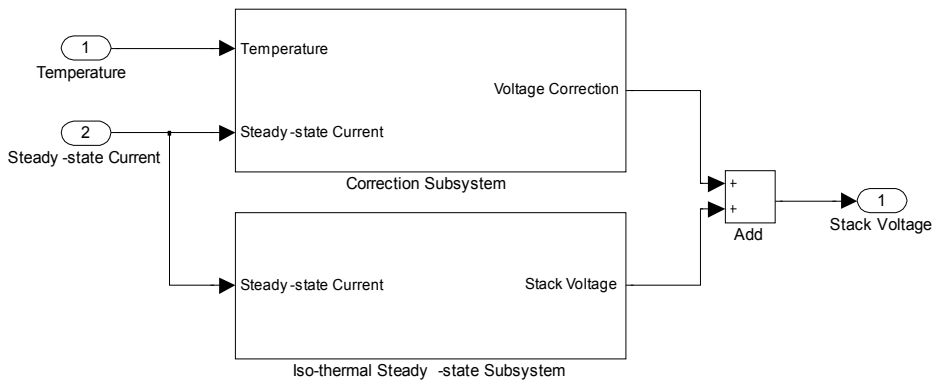 1
Temperature
2
Steady -state Current
Temperature
Steady -state Current
Voltage Correction
Correction Subsystem
Steady -state Current
Stack Voltage
Iso-thermal Steady -state Subsystem
+
+
Add
1
Stack Voltage